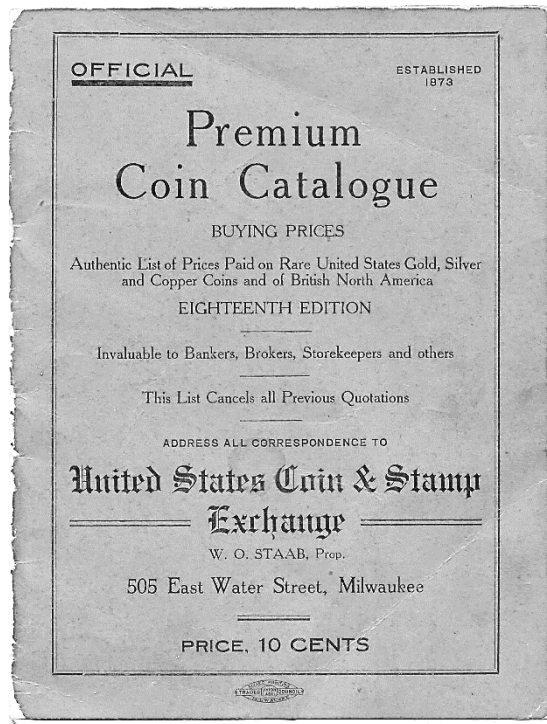 OFFICIAL
ESTABLISHED
1873
Premium
Coin Catalogue
BUYING PRICES
Authentic List of Prices Paid on Rare United States Gold, Silver
and Copper Coins and of British North America
EIGHTEENTH EDITION
Invaluable to Bankers, Brokers, Storekeepers and others
This List Cancels all Previous Quotations
ADDRESS ALL CORRESPONDENCE TO
United States Coin & Stamp
Exchange
W. O. STAAB, Prop.
505 East Water Street, Milwaukee
PRICE, 10 CENTS
TRADES COUNCIL
MILWAUKEE